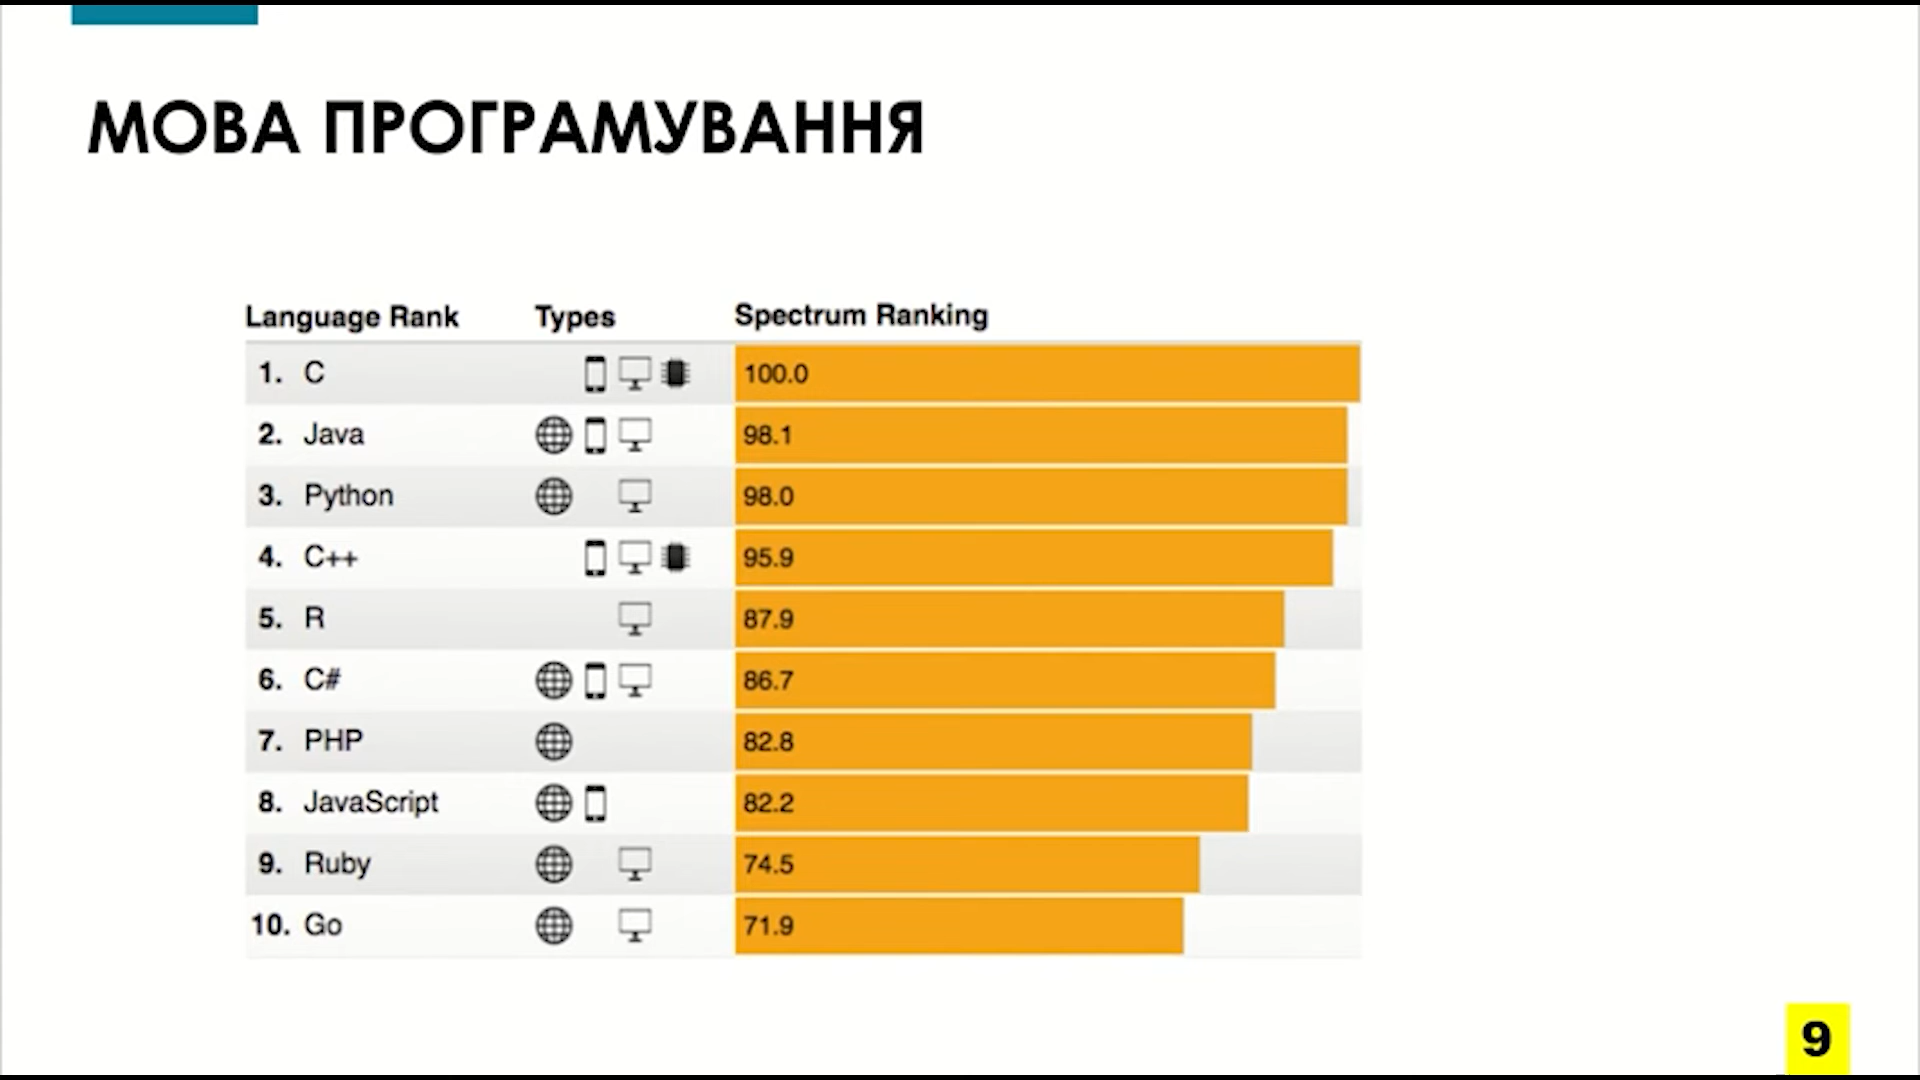 МОВА ПРОГРАМУВАННЯ
Language Rank Types Spectrum Ranking
1. C 100.0
2. Java 98.1
3. Python 98.0
4. C++ 95.9
5. R 87.9
6. C# 86.7
7. PHP 82.8
8. JavaScript 82.2
9. Ruby 74.5
10. Go 71.9
9